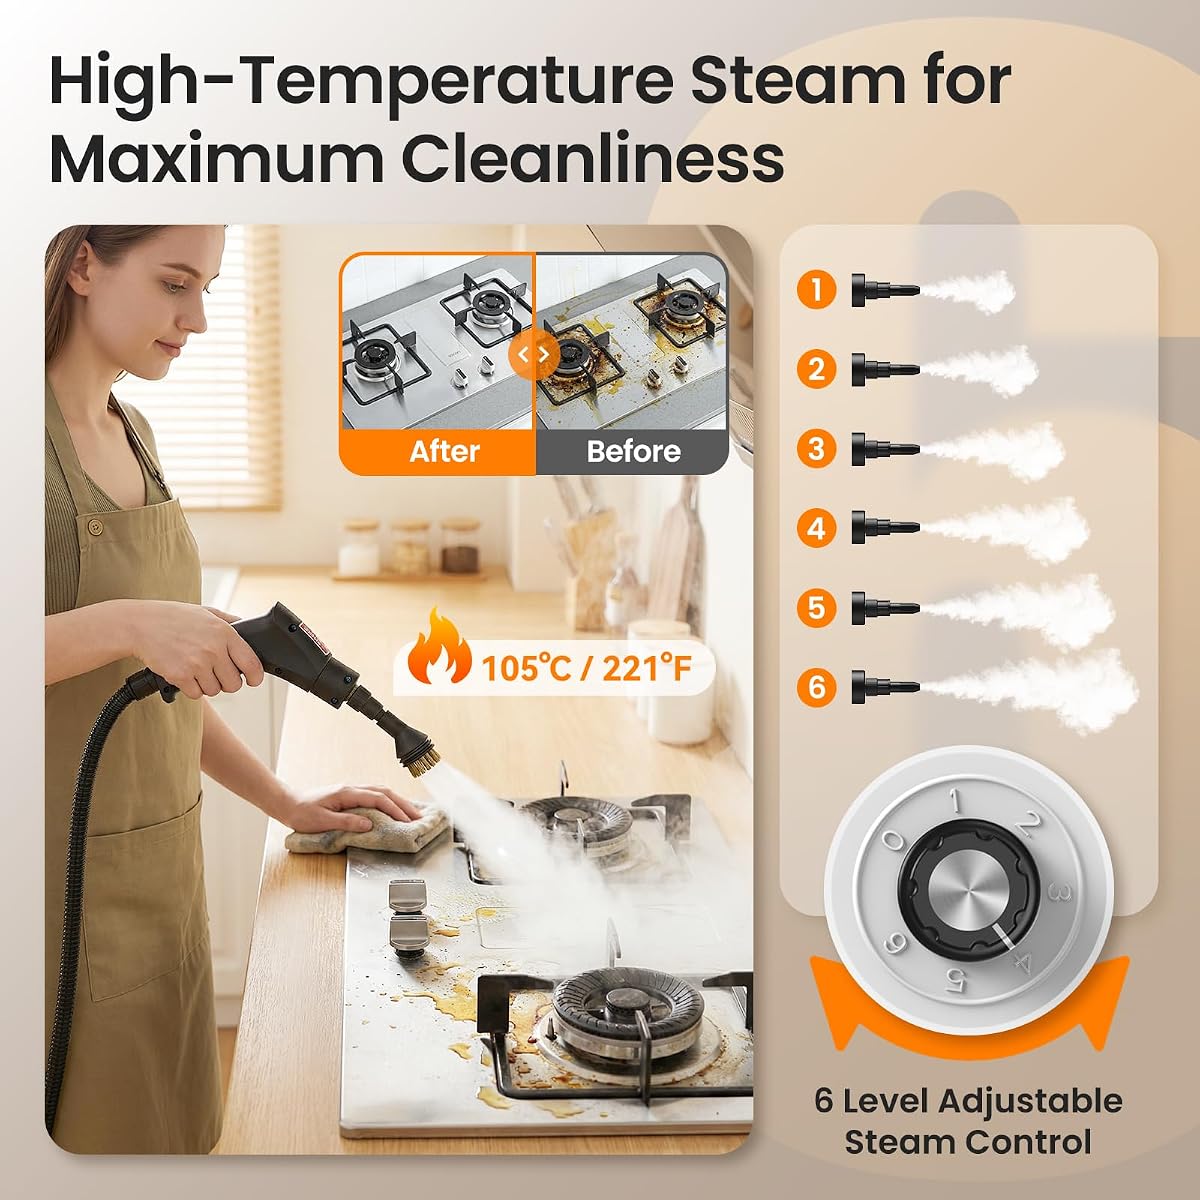 High-Temperature Steam for
Maximum Cleanliness
After
Before
105°C / 221°F
1
2
3
4
5
6
0
1
2
3
4
5
6
6 Level Adjustable
Steam Control